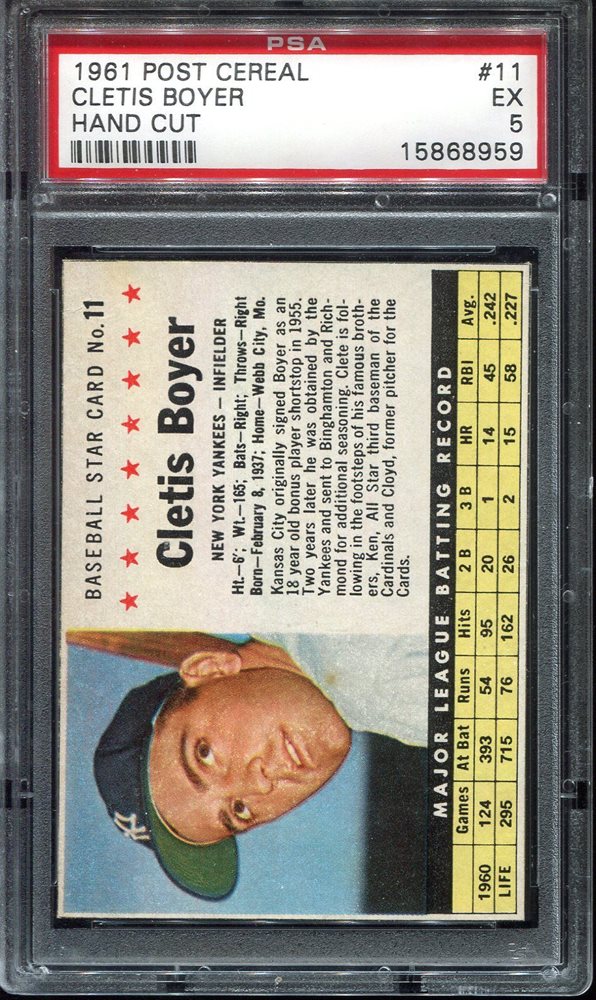 PSA
1961 POST CEREAL #11
CLETIS BOYER EX
HAND CUT 5
15868959
BASEBALL STAR CARD No. 11
Cletis Boyer
NEW YORK YANKEES — INFIELDER
Ht.—6'; Wt.—165; Bats—Right; Throws—Right
Born—February 8, 1937; Home—Webb City, Mo.
Kansas City originally signed Boyer as an
18 year old bonus player shortstop in 1955.
Two years later he was obtained by the
Yankees and sent to Binghamton and Rich-
mond for additional seasoning. Clete is fol-
lowing in the footsteps of his famous broth-
ers, Ken, All Star third baseman of the
Cardinals and Cloyd, former pitcher for the
Cards.
NY
MAJOR LEAGUE BATTING RECORD
Games At Bat Runs Hits 2 B 3 B HR RBI Avg.
1960 124 393 54 95 20 1 14 45 .242
LIFE 295 715 76 162 26 2 15 58 .227